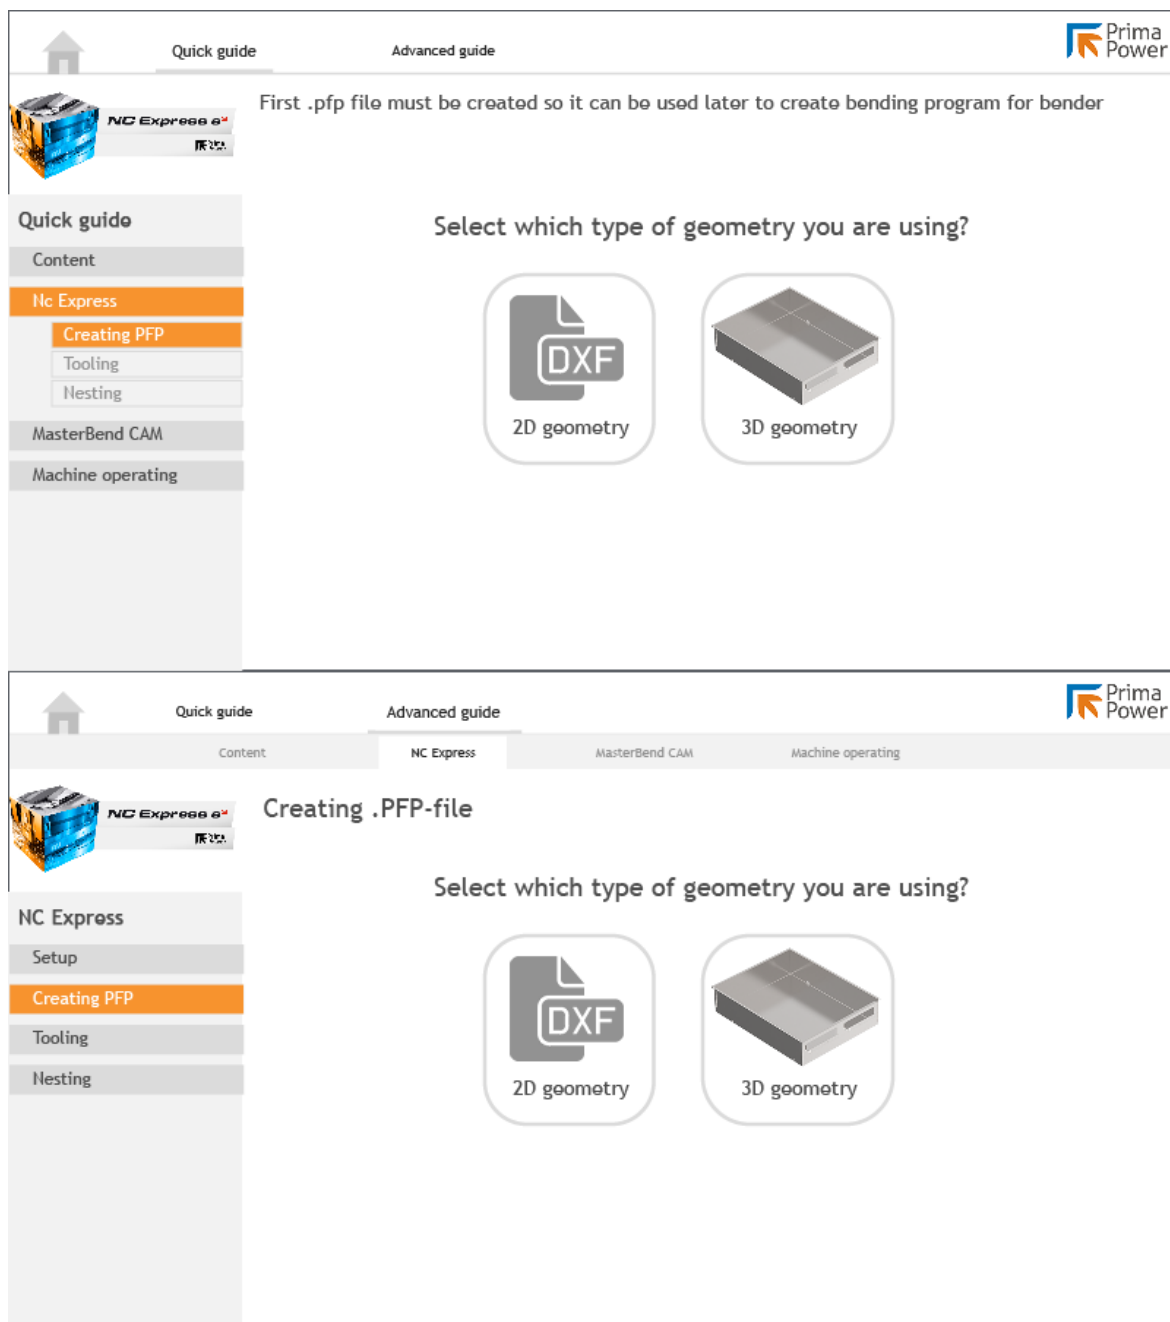 Quick guide
Advanced guide
Prima
Power
NC Express e³
First .pfp file must be created so it can be used later to create bending program for bender
Quick guide
Content
Nc Express
Creating PFP
Tooling
Nesting
MasterBend CAM
Machine operating
Select which type of geometry you are using?
DXF
2D geometry
3D geometry
Quick guide
Advanced guide
Prima
Power
Content
NC Express
MasterBend CAM
Machine operating
NC Express e³
Creating .PFP-file
NC Express
Setup
Creating PFP
Tooling
Nesting
Select which type of geometry you are using?
DXF
2D geometry
3D geometry